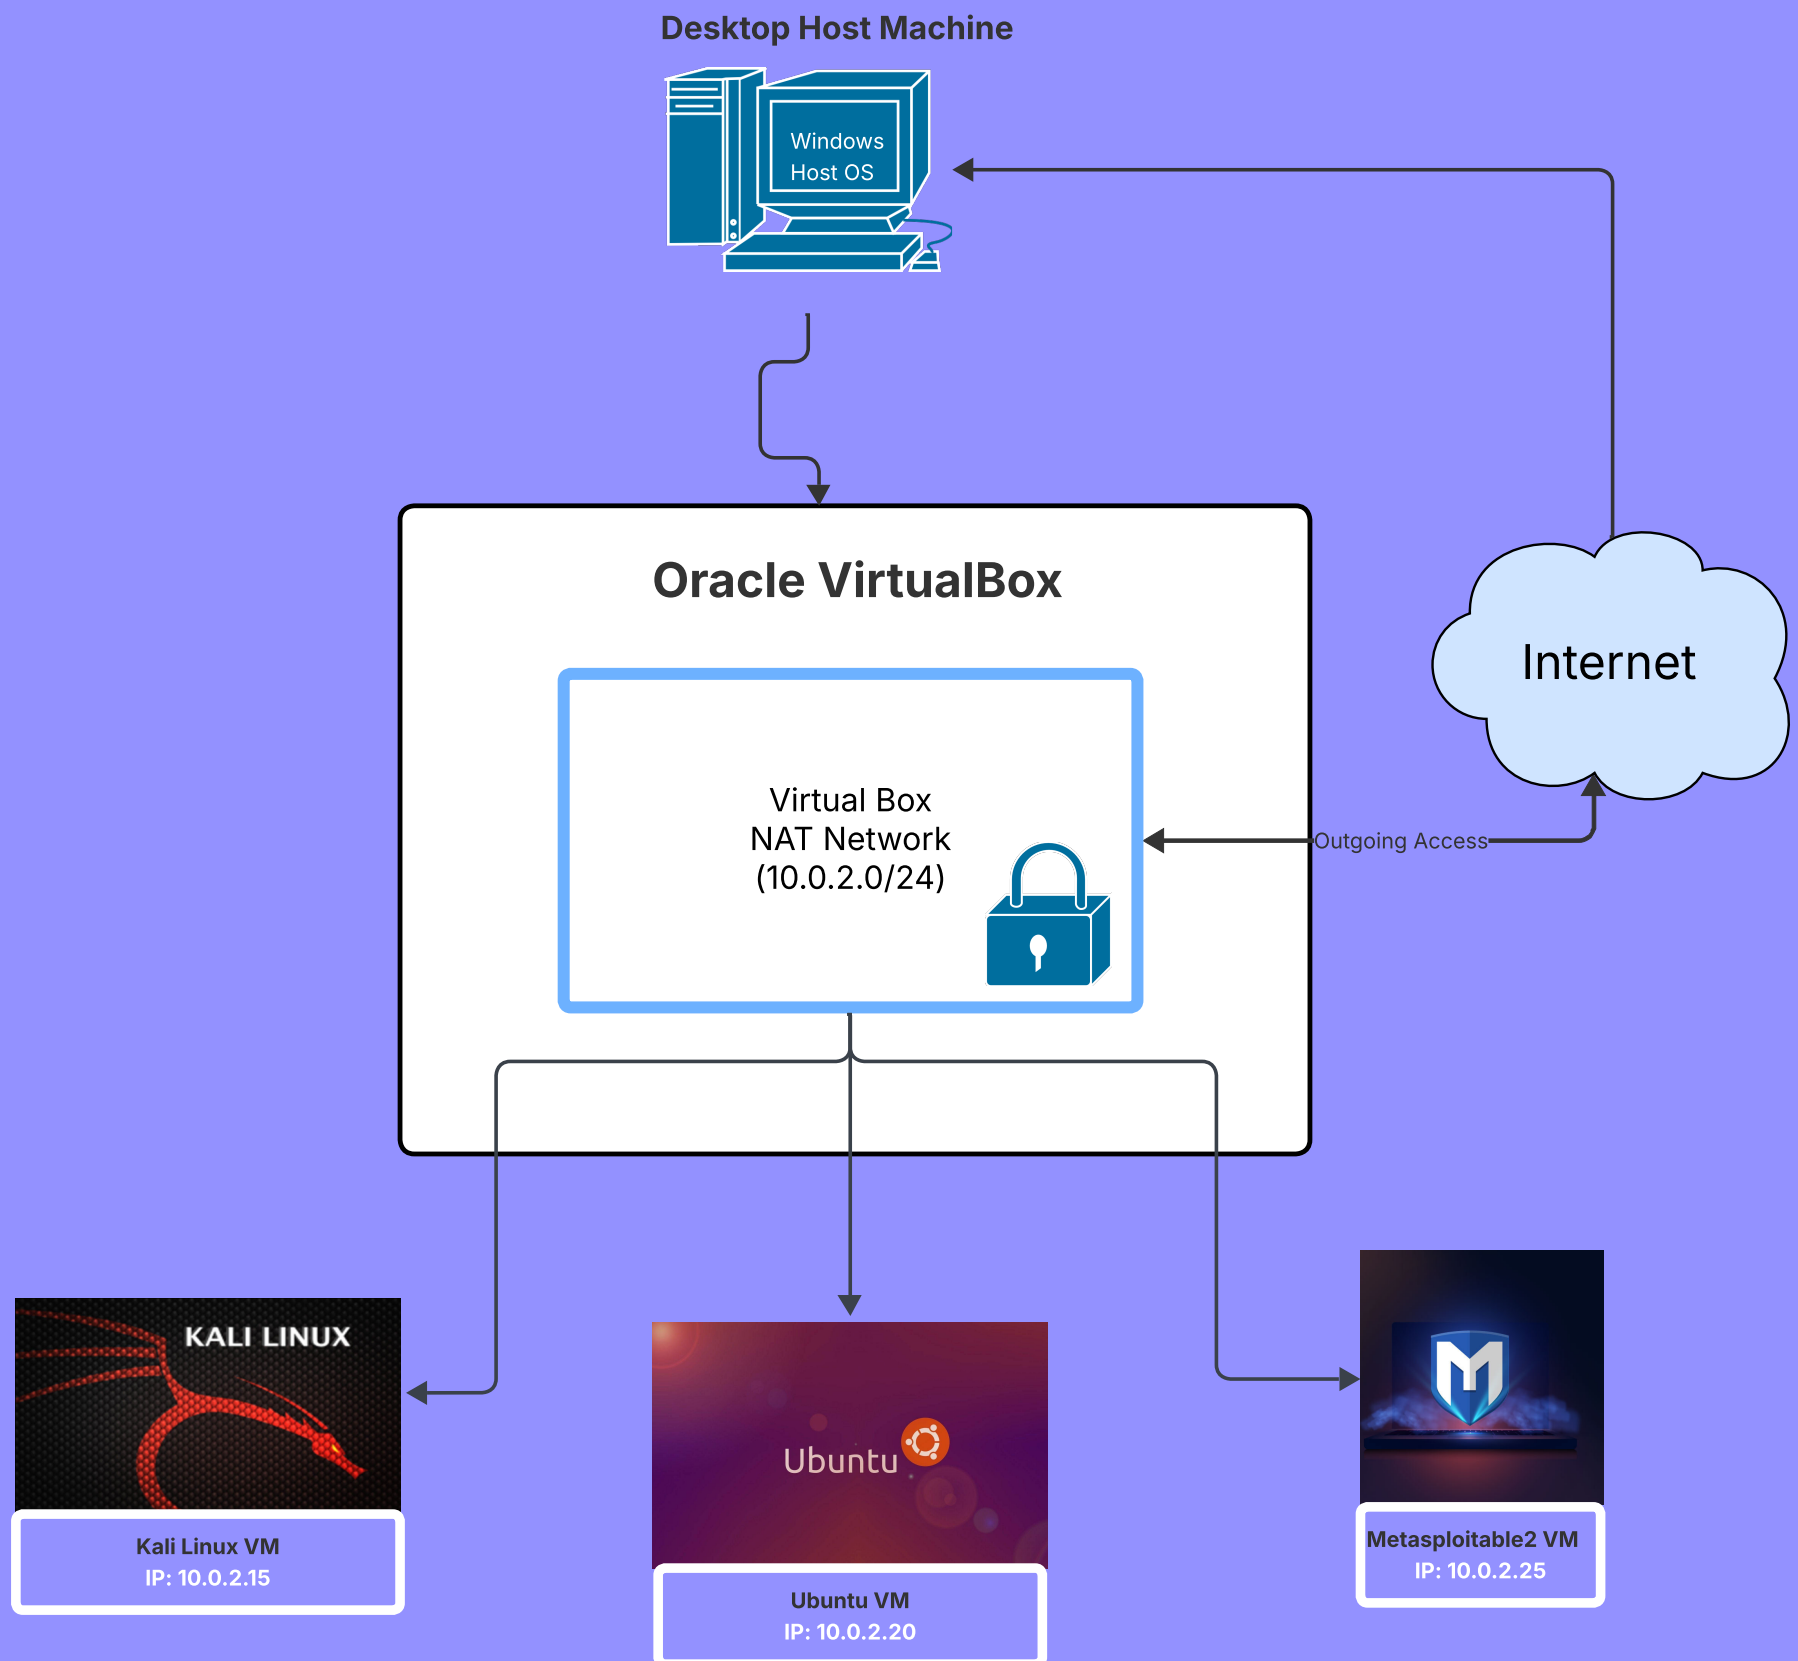 Desktop Host Machine
Windows
Host OS
Oracle VirtualBox
Internet
Virtual Box
NAT Network
(10.0.2.0/24)
Outgoing Access
KALI LINUX
Kali Linux VM
IP: 10.0.2.15
Ubuntu
Ubuntu VM
IP: 10.0.2.20
M
Metasploitable2 VM
IP: 10.0.2.25